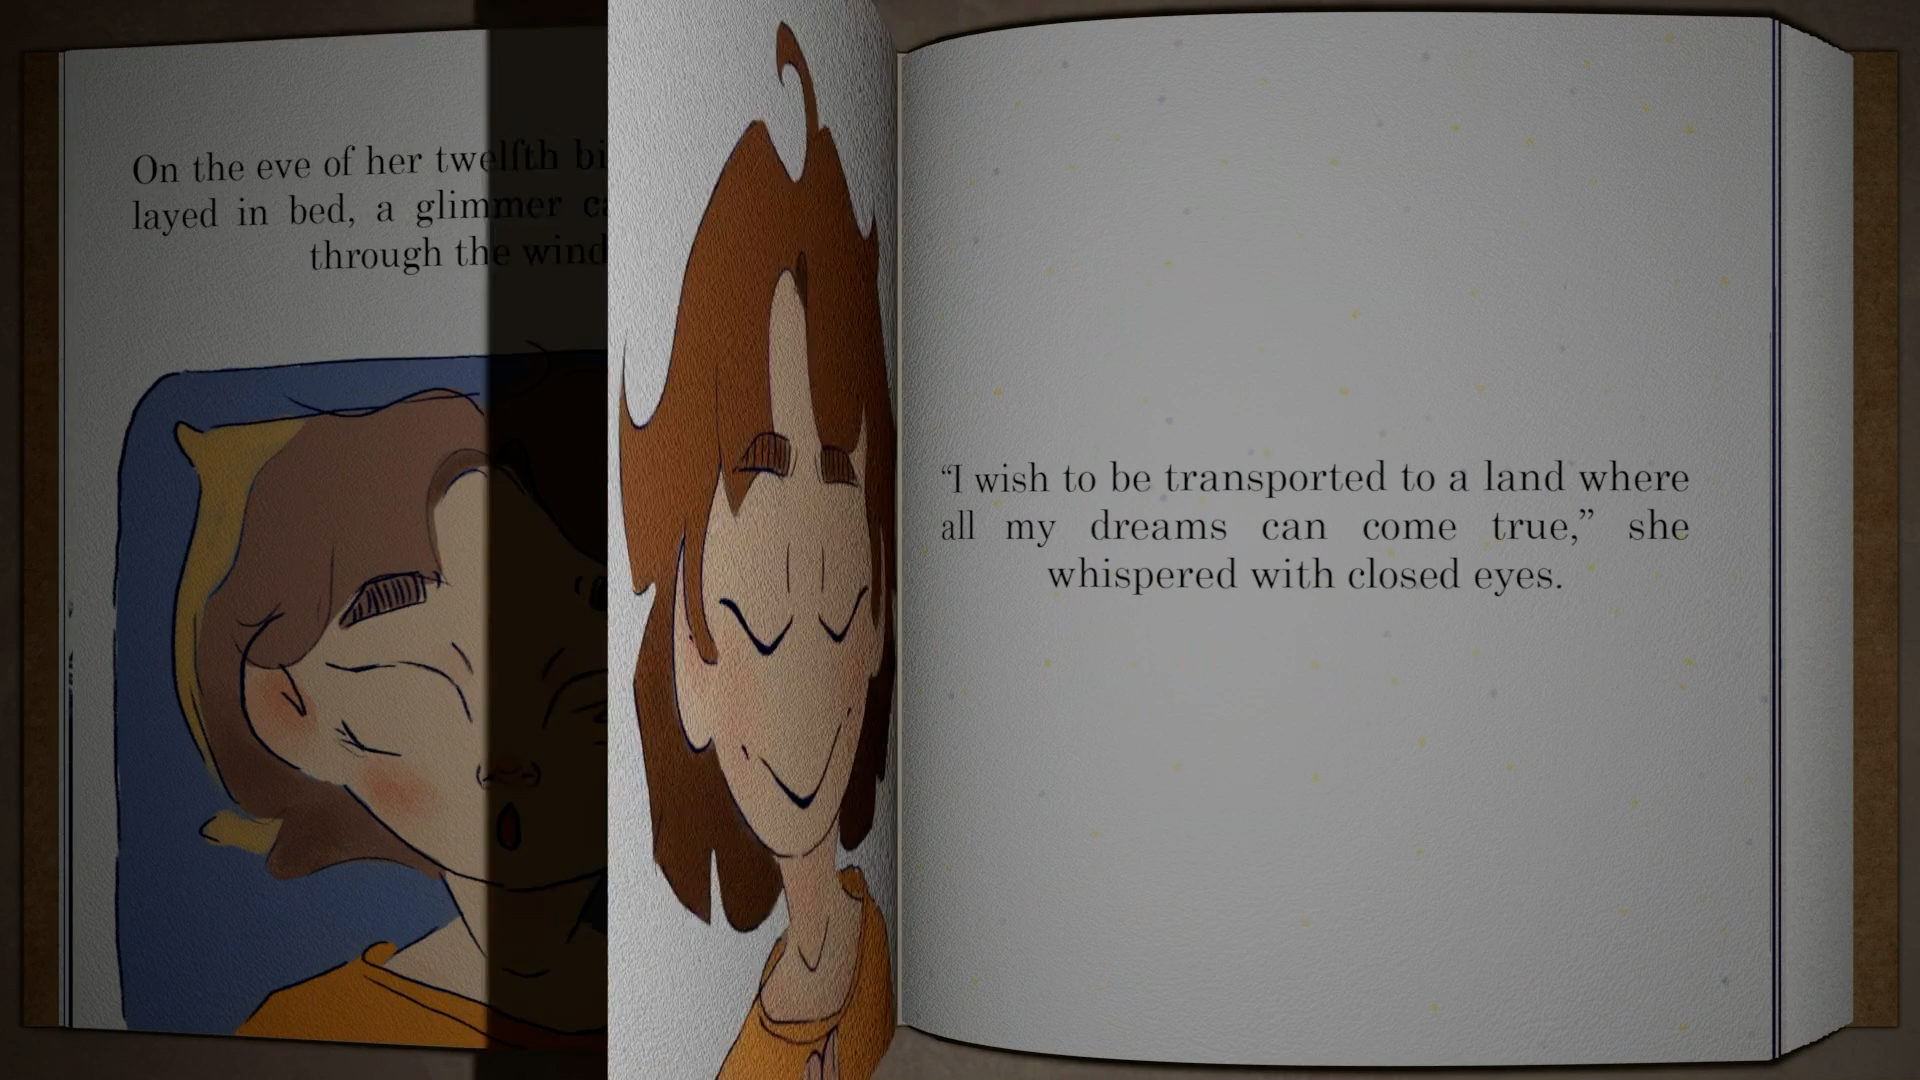 On the eve of her twelfth
layed in bed, a glimmer
through the
“I wish to be transported to a land where
all my dreams can come true,” she
whispered with closed eyes.